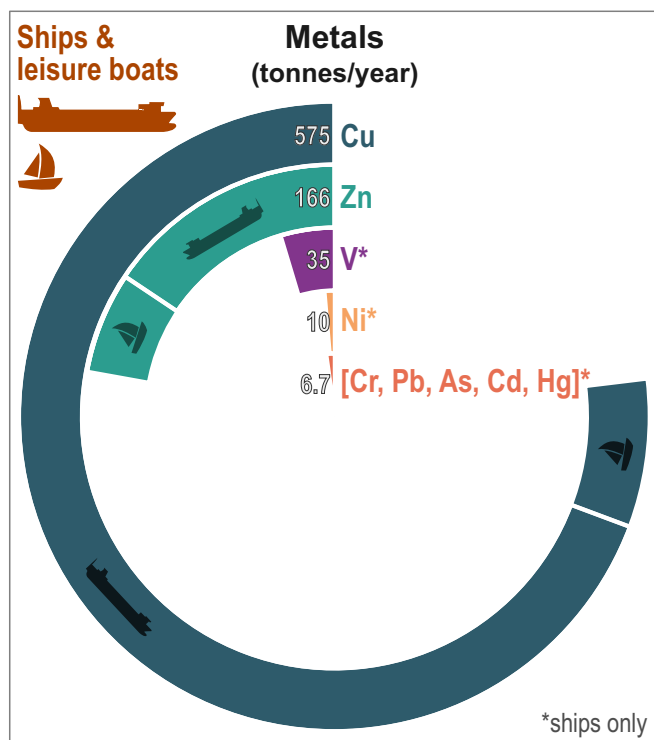 Ships &
leisure boats
Metals
(tonnes/year)
575 Cu
166 Zn
35 V*
10 Ni*
6.7 [Cr, Pb, As, Cd, Hg]*
*ships only